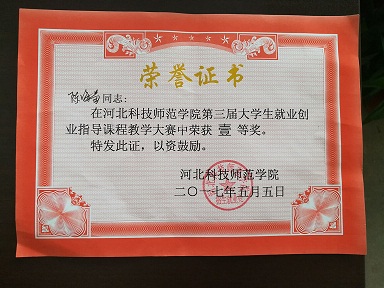 荣誉证书
同志：
在河北科技师范学院第三届大学生就业创
业指导课程教学大赛中荣获 壹 等奖。
特发此证，以资鼓励。
河北科技师范学院
二〇一七年五月五日